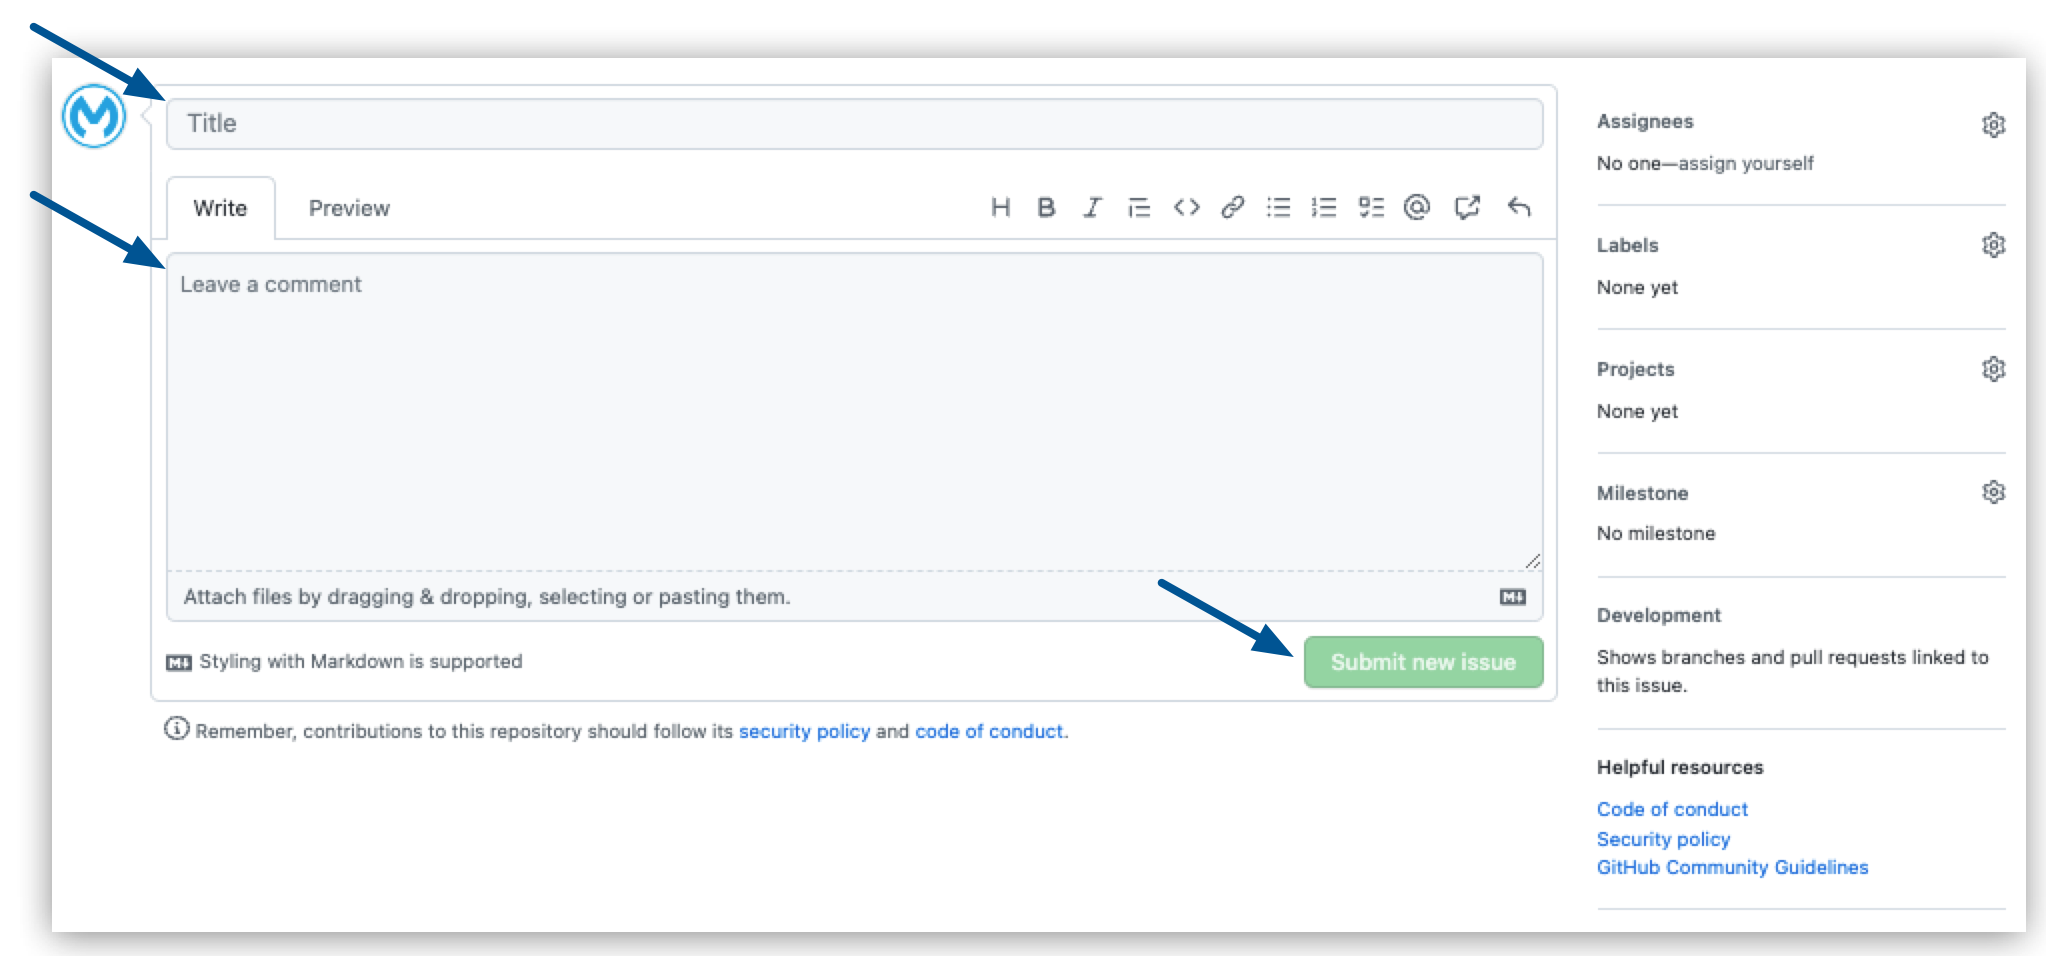 Title
Write
Preview
Leave a comment
Attach files by dragging & dropping, selecting or pasting them.
Styling with Markdown is supported
Submit new issue
Remember, contributions to this repository should follow its security policy and code of conduct.
Assignees
No one—assign yourself
Labels
None yet
Projects
None yet
Milestone
No milestone
Development
Shows branches and pull requests linked to
this issue.
Helpful resources
Code of conduct
Security policy
GitHub Community Guidelines